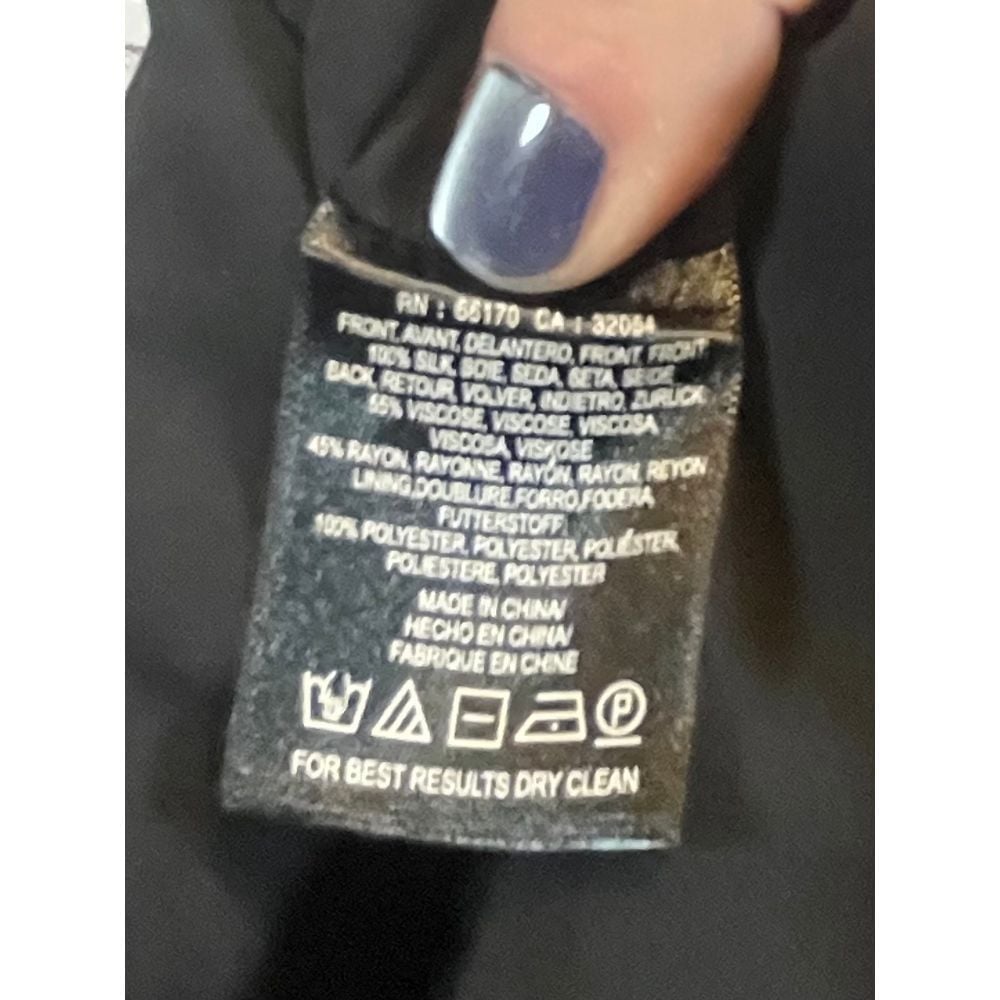 RN : 66170 CA : 32054
FRONT, AVANT, DELANTERO, FRONT, FRONT
100% SILK, SOIE, SEDA, SETA, SEIDE
BACK, RETOUR, VOLVER, INDIETRO, ZURUCK
55% VISCOSE, VISCOSE, VISCOSA
VISCOSA, VISKOSE
45% RAYON, RAYONNE, RAYÓN, RAYON, REYON
LINING,DOUBLURE,FORRO,FODERA
FUTTERSTOFF
100% POLYESTER, POLYESTER, POLIÉSTER,
POLIESTERE, POLYESTER
MADE IN CHINA/
HECHO EN CHINA/
FABRIQUE EN CHINE
P
FOR BEST RESULTS DRY CLEAN